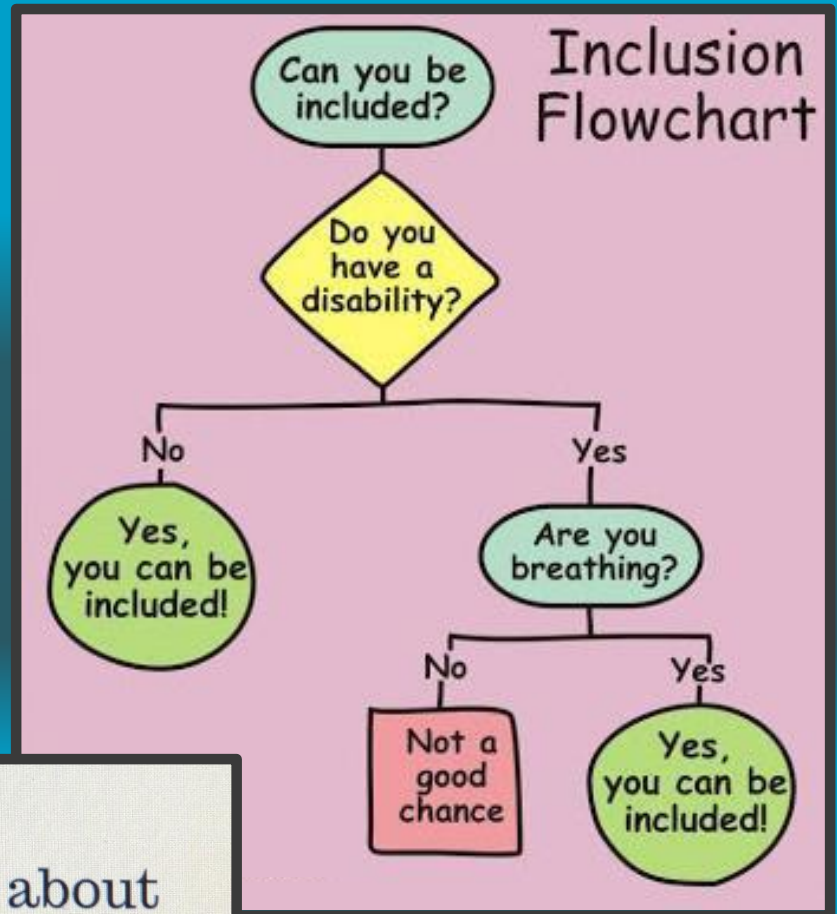 Inclusion
Flowchart
Can you be
included?
Do you
have a
disability?
No
Yes
Yes,
you can be
included!
Are you
breathing?
No
Yes
Not a
good
chance
Yes,
you can be
included!
about